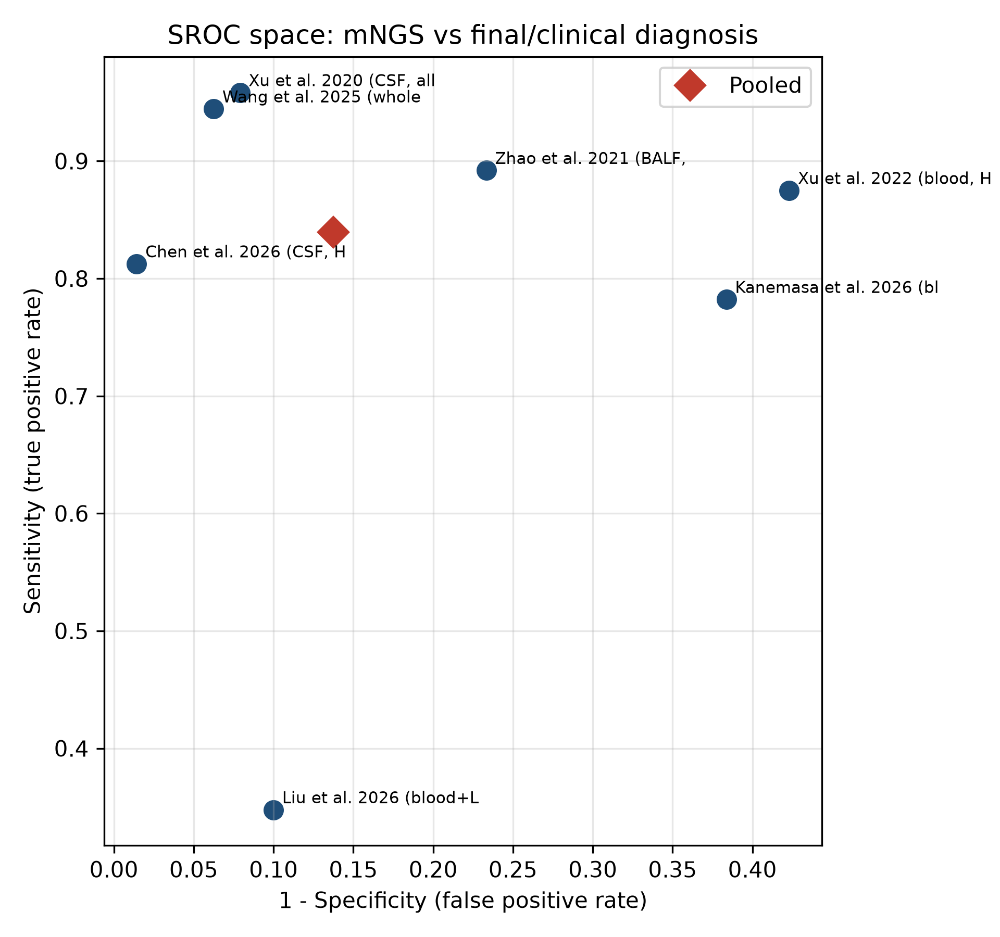 SROC space: mNGS vs final/clinical diagnosis
Pooled
Xu et al. 2020 (CSF, all
Wang et al. 2025 (whole
Zhao et al. 2021 (BALF,
Xu et al. 2022 (blood, H
Chen et al. 2026 (CSF, H
Kanemasa et al. 2026 (bl
Liu et al. 2026 (blood+L
Sensitivity (true positive rate)
0.9
0.8
0.7
0.6
0.5
0.4
0.00 0.05 0.10 0.15 0.20 0.25 0.30 0.35 0.40
1 - Specificity (false positive rate)